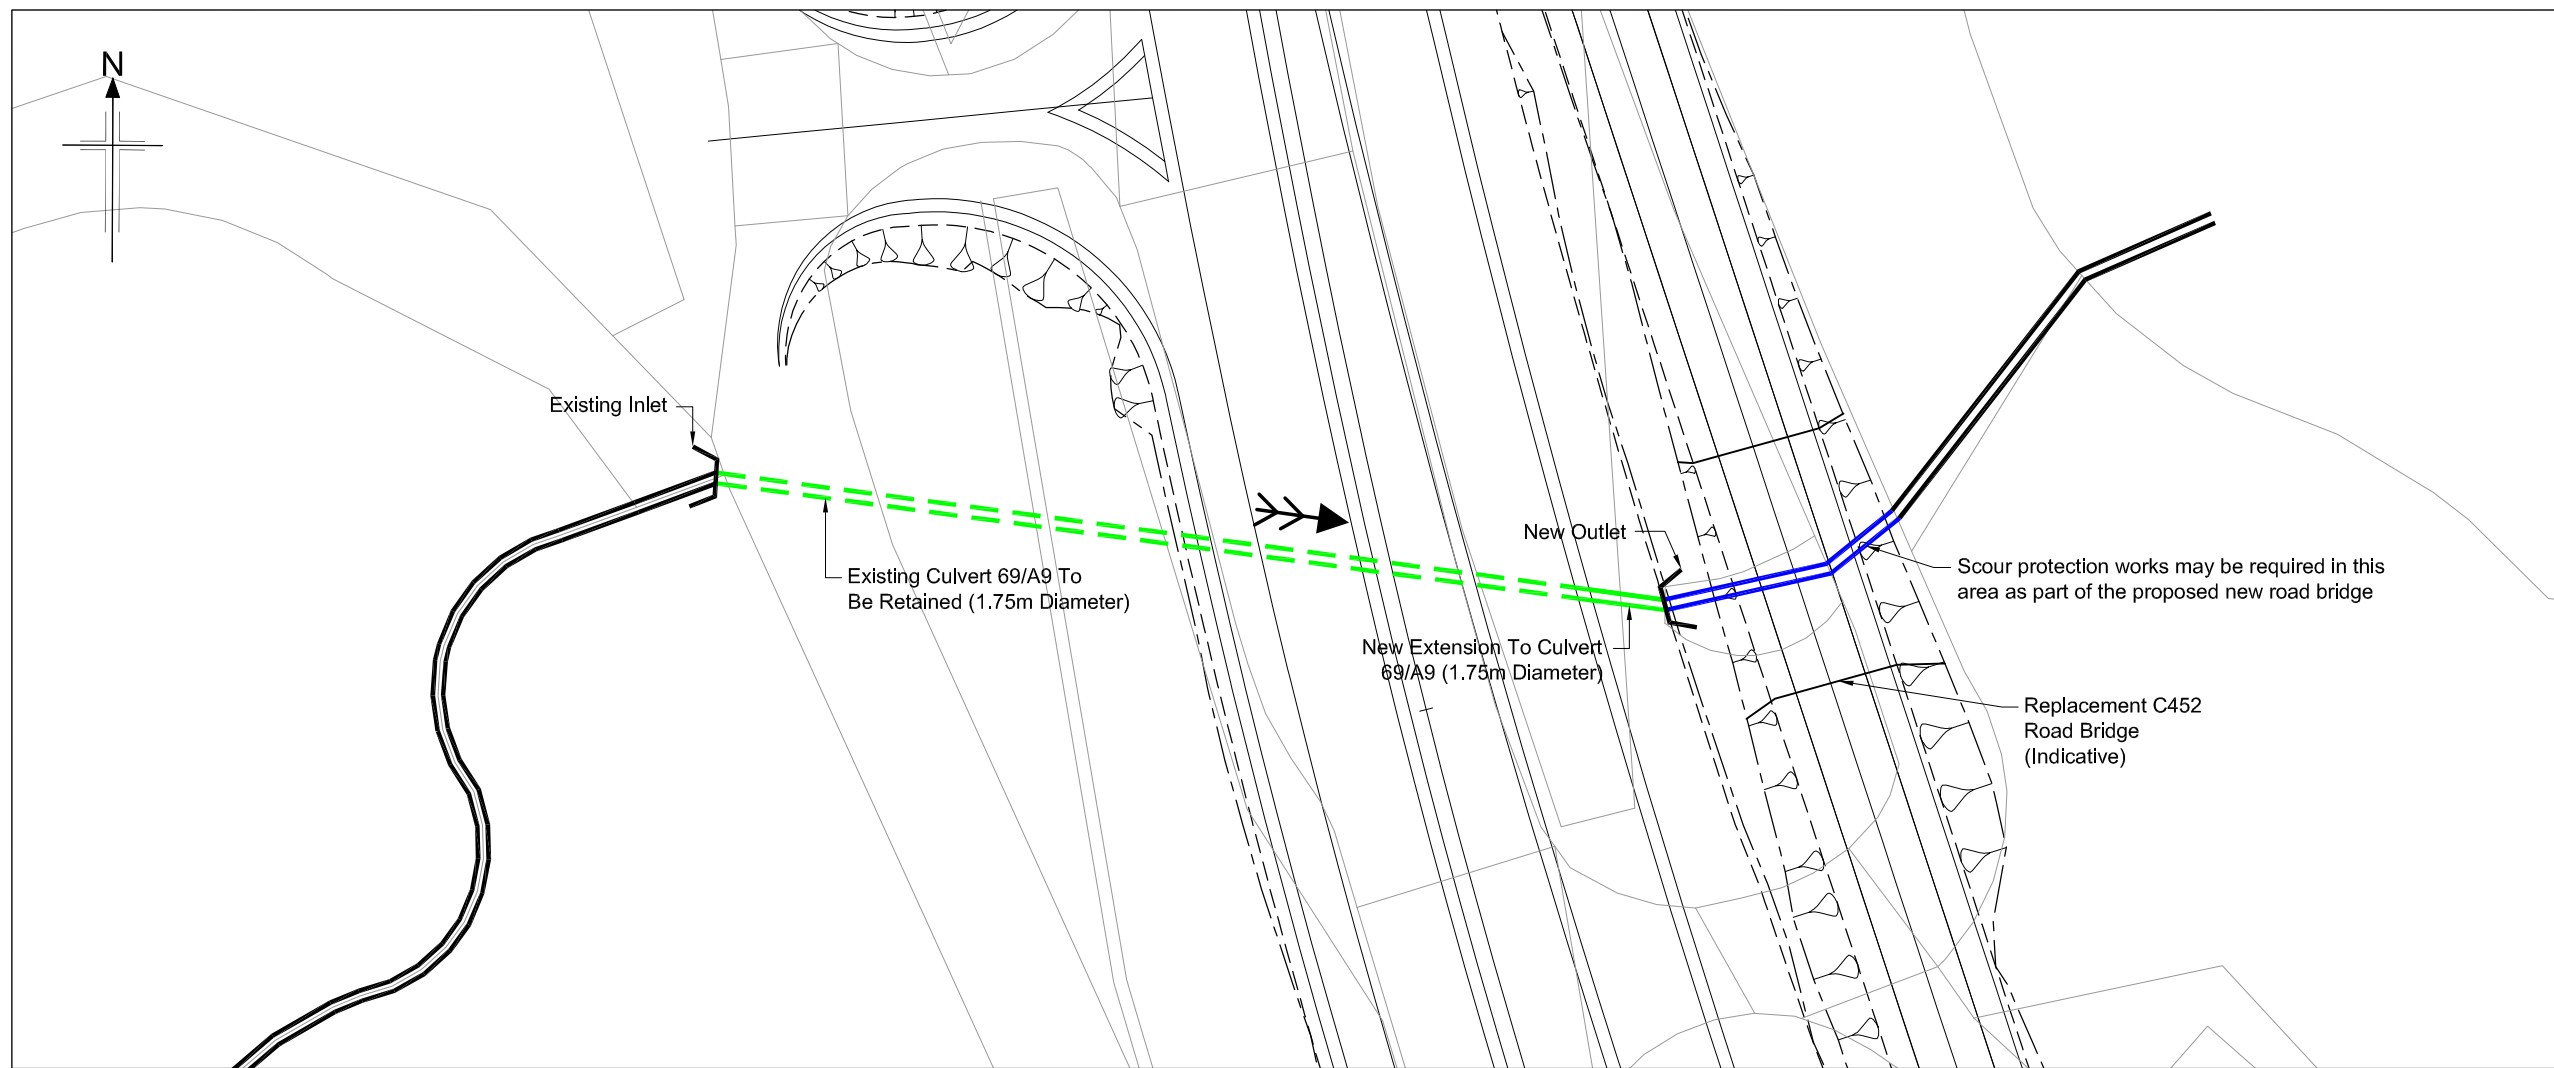 N
Existing Inlet
Existing Culvert 69/A9 To
Be Retained (1.75m Diameter)
New Outlet
New Extension To Culvert
69/A9 (1.75m Diameter)
Scour protection works may be required in this
area as part of the proposed new road bridge
Replacement C452
Road Bridge
(Indicative)